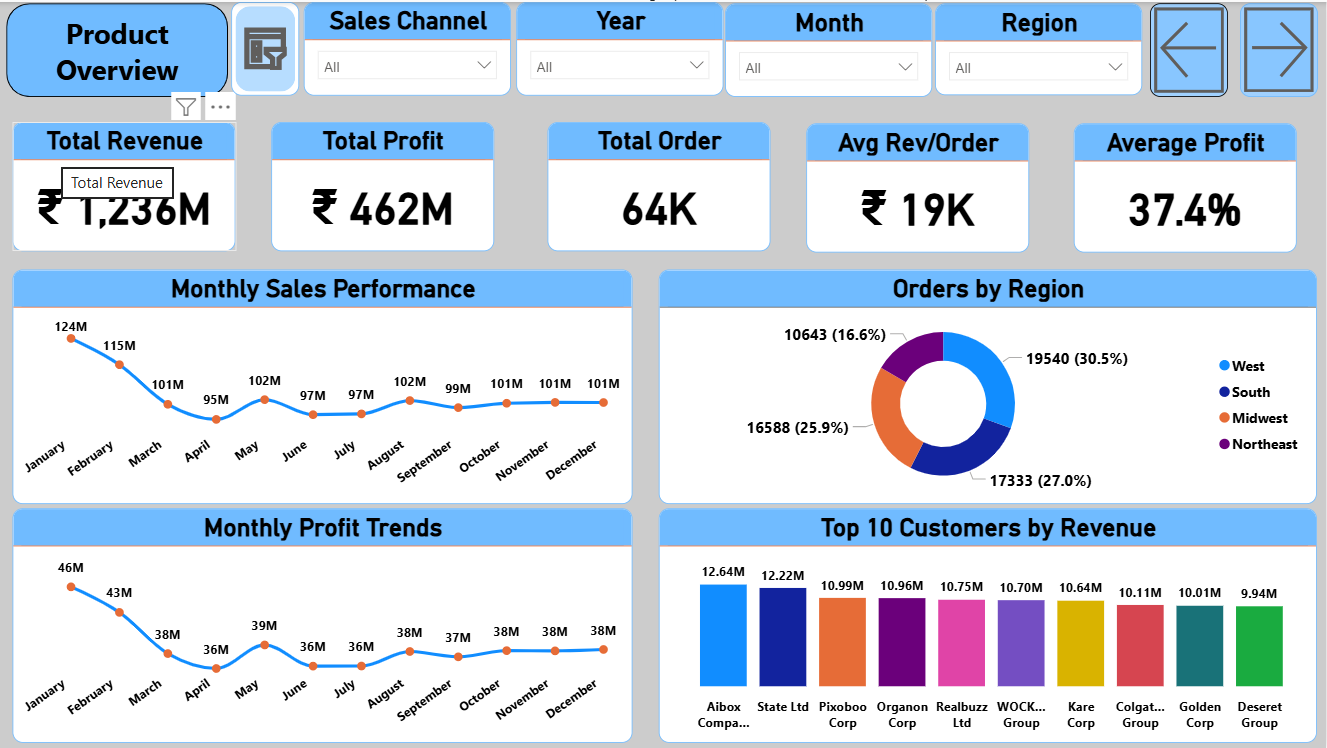 Product
Overview
Sales Channel
All
Year
All
Month
All
Region
All
Total Revenue
Total Revenue
₹ 1,236M
Total Profit
₹ 462M
Total Order
64K
Avg Rev/Order
₹ 19K
Average Profit
37.4%
Monthly Sales Performance
124M
115M
101M
95M
102M
97M
97M
102M
99M
101M
101M
101M
January
February
March
April
May
June
July
August
September
October
November
December
Orders by Region
10643 (16.6%)
19540 (30.5%)
16588 (25.9%)
17333 (27.0%)
West
South
Midwest
Northeast
Monthly Profit Trends
46M
43M
38M
36M
39M
36M
36M
38M
37M
38M
38M
38M
January
February
March
April
May
June
July
August
September
October
November
December
Top 10 Customers by Revenue
12.64M
12.22M
10.99M
10.96M
10.75M
10.70M
10.64M
10.11M
10.01M
9.94M
Aibox
Compa...
State Ltd
Pixoboo
Corp
Organon
Corp
Realbuzz
Ltd
WOCK...
Group
Kare
Corp
Colgat...
Group
Golden
Corp
Deseret
Group